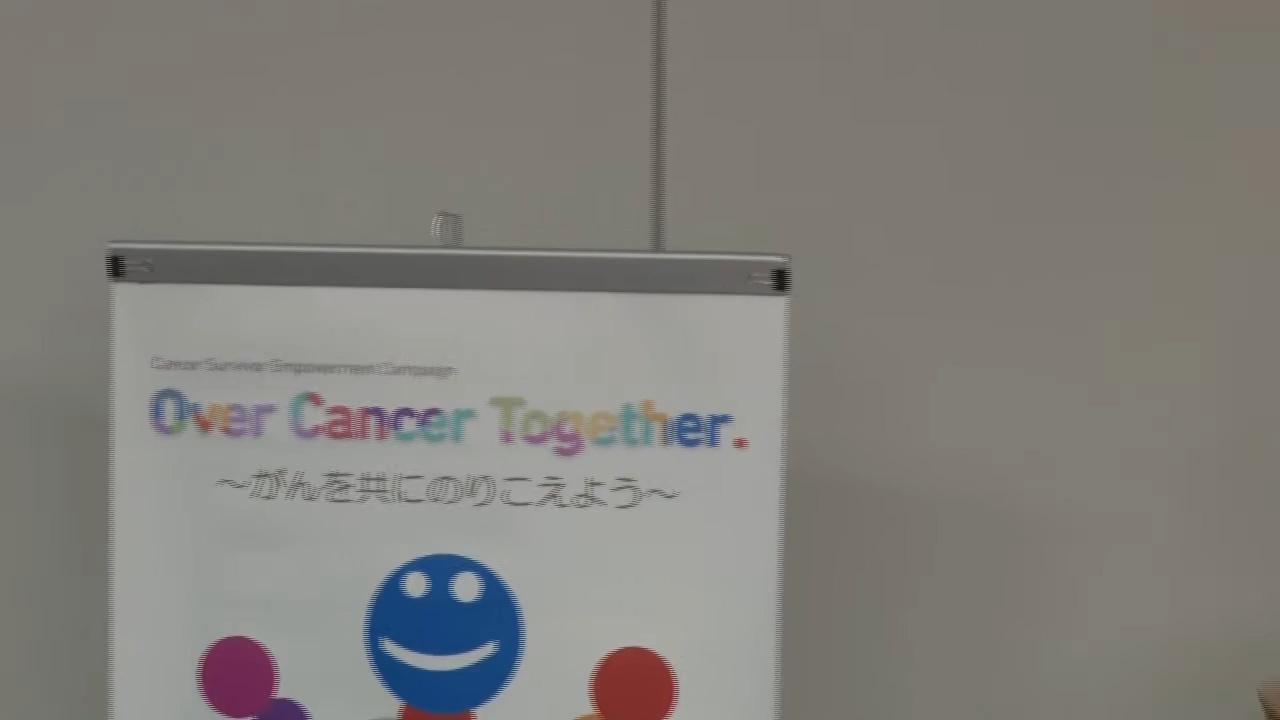 Cancer Survivor Empowerment Campaign
Over Cancer Together.
～がんを共にのりこえよう～